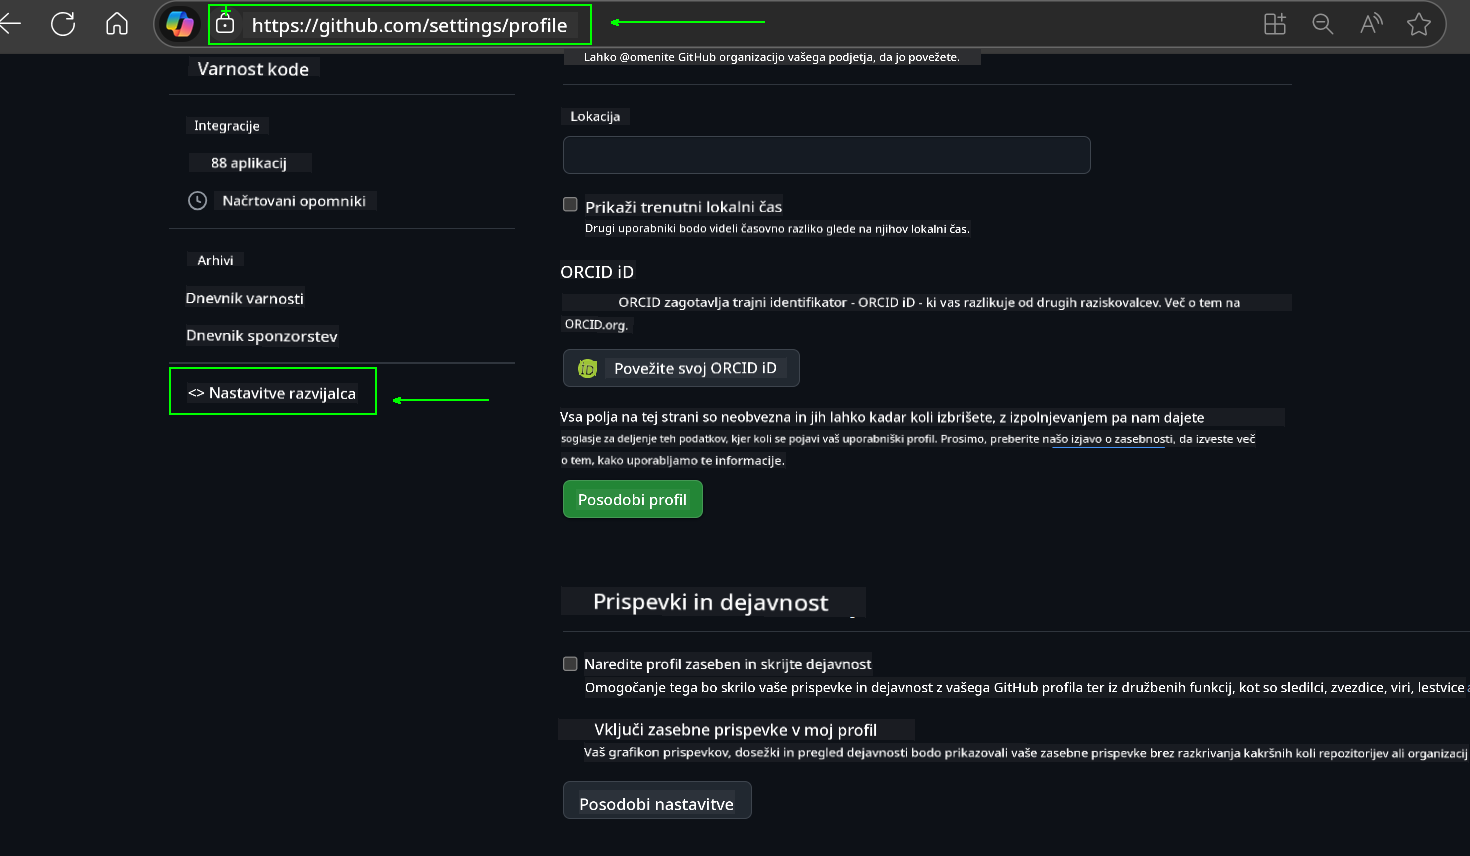 https://github.com/settings/profile
Varnost kode
Integracije
88 aplikacij
Načrtovani opomniki
Arhivi
Dnevnik varnosti
Dnevnik sponzorstev
<> Nastavitve razvijalca
Lahko @omenite GitHub organizacijo vašega podjetja, da jo povežete.
Lokacija
Prikaži trenutni lokalni čas
Drugi uporabniki bodo videli časovno razliko glede na njihov lokalni čas.
ORCID iD
ORCID zagotavlja trajni identifikator - ORCID iD - ki vas razlikuje od drugih raziskovalcev. Več o tem na
ORCID.org.
iD Povežite svoj ORCID iD
Vsa polja na tej strani so neobvezna in jih lahko kadar koli izbrišete, z izpolnjevanjem pa nam dajete
soglasje za deljenje teh podatkov, kjer koli se pojavi vaš uporabniški profil. Prosimo, preberite našo izjavo o zasebnosti, da izveste več
o tem, kako uporabljamo te informacije.
Posodobi profil
Prispevki in dejavnost
Naredite profil zaseben in skrijte dejavnost
Omogočanje tega bo skrilo vaše prispevke in dejavnost z vašega GitHub profila ter iz družbenih funkcij, kot so sledilci, zvezdice, viri, lestvice
Vključi zasebne prispevke v moj profil
Vaš grafikon prispevkov, dosežki in pregled dejavnosti bodo prikazovali vaše zasebne prispevke brez razkrivanja kakršnih koli repozitorijev ali organizacij
Posodobi nastavitve